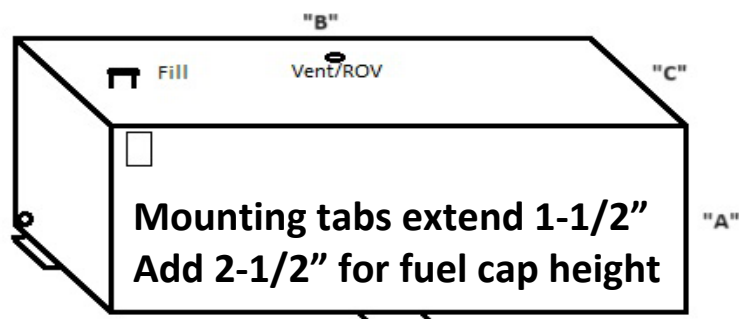 "B"
Fill Vent/ROV "C"
Mounting tabs extend 1-1/2”
"A"
Add 2-1/2” for fuel cap height